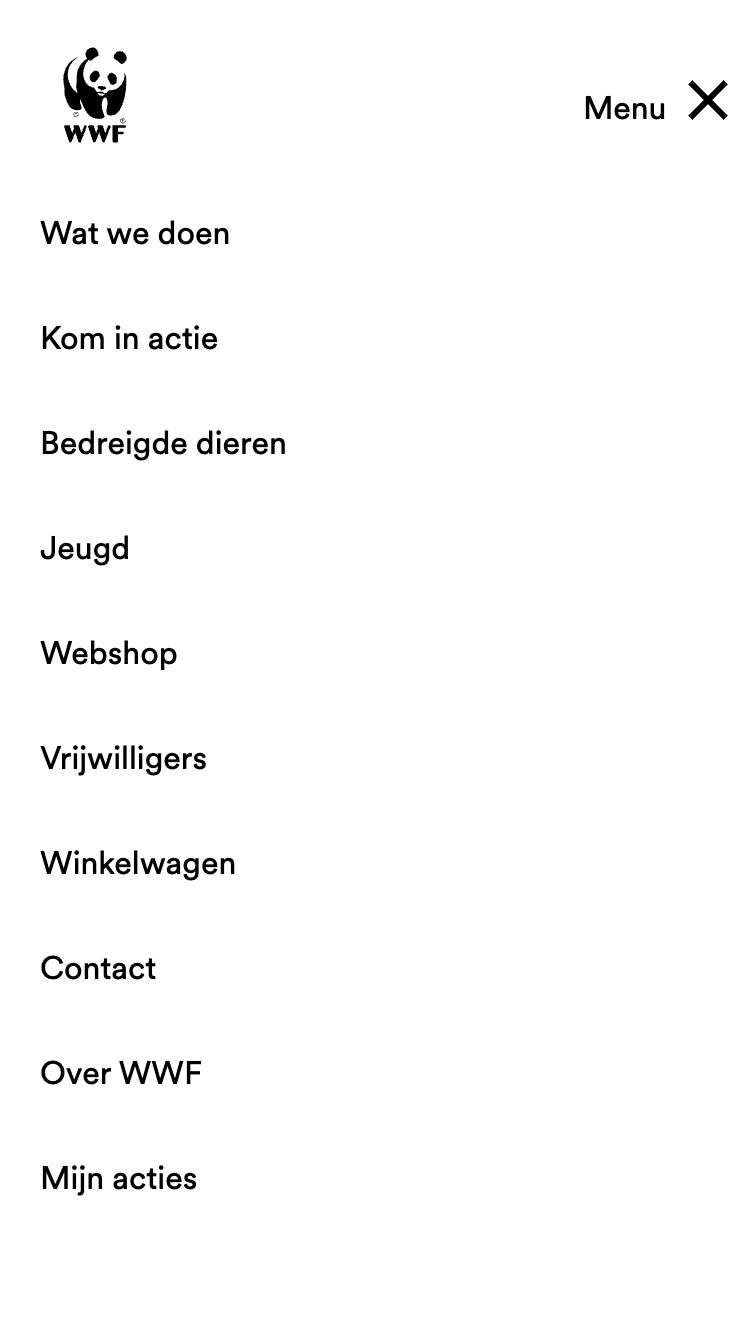 WWF
Menu
Wat we doen
Kom in actie
Bedreigde dieren
Jeugd
Webshop
Vrijwilligers
Winkelwagen
Contact
Over WWF
Mijn acties